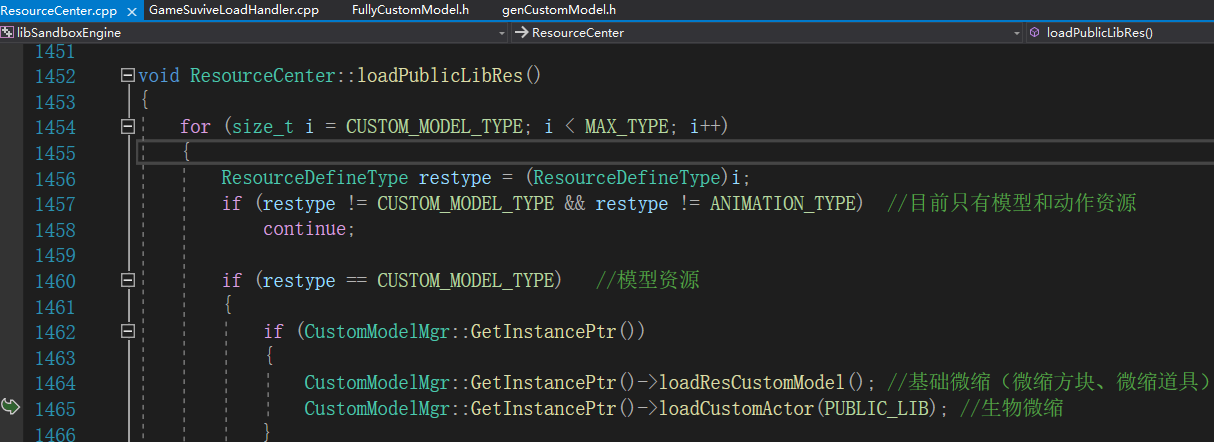 ResourceCenter.cpp GameSuviveLoadHandler.cpp FullyCustomModel.h genCustomModel.h
libSandboxEngine ResourceCenter loadPublicLibRes()
1451
1452 void ResourceCenter::loadPublicLibRes()
1453 {
1454 for (size_t i = CUSTOM_MODEL_TYPE; i < MAX_TYPE; i++)
1455 {
1456 ResourceDefineType restype = (ResourceDefineType)i;
1457 if (restype != CUSTOM_MODEL_TYPE && restype != ANIMATION_TYPE) //目前只有模型和动作资源
1458 continue;
1459
1460 if (restype == CUSTOM_MODEL_TYPE) //模型资源
1461 {
1462 if (CustomModelMgr::GetInstancePtr())
1463 {
1464 CustomModelMgr::GetInstancePtr()->loadResCustomModel(); //基础微缩（微缩方块、微缩道具）
1465 CustomModelMgr::GetInstancePtr()->loadCustomActor(PUBLIC_LIB); //生物微缩
1466 }